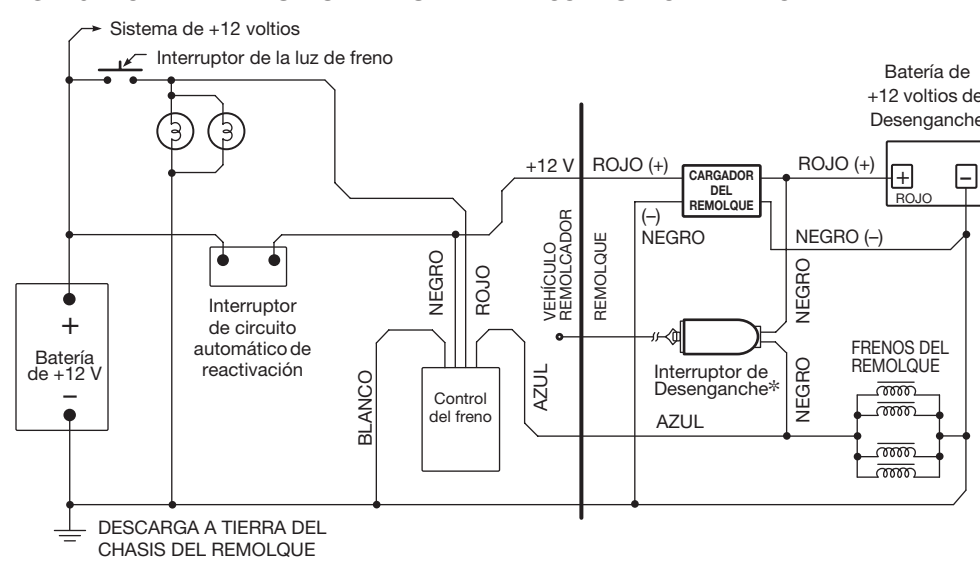 Sistema de +12 voltios
Interruptor de la luz de freno
Batería de
+12 voltios de
Desenganche
+12 V
ROJO (+)
CARGADOR
DEL
REMOLQUE
ROJO (+)
+
–
ROJO
(–)
NEGRO
NEGRO (–)
VEHÍCULO
REMOLCADOR
REMOLQUE
NEGRO
ROJO
NEGRO
Interruptor
de circuito
automático de
reactivación
+
Batería
de +12 V
–
BLANCO
Control
del freno
AZUL
Interruptor de
Desenganche*
NEGRO
FRENOS DEL
REMOLQUE
AZUL
DESCARGA A TIERRA DEL
CHASIS DEL REMOLQUE